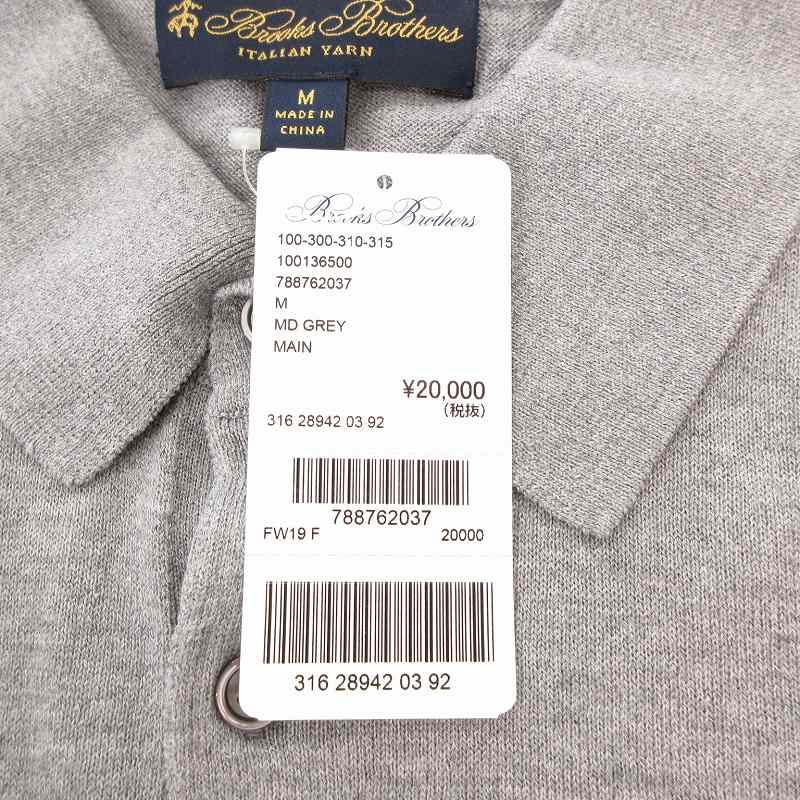 Brooks Brothers
ITALIAN YARN
M
MADE IN
CHINA
Brooks Brothers
100-300-310-315
100136500
788762037
M
MD GREY
MAIN
¥20,000
(税抜)
316 28942 03 92
788762037
FW19 F 20000
316 28942 03 92